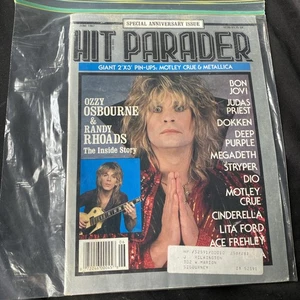 SPECIAL ANNIVERSARY ISSUE
HIT PARADER
GIANT 2'X3' PIN-UPS: MOTLEY CRUE & METALLICA
OZZY
OSBOURNE
&
RANDY
RHOADS
The Inside Story
BON
JOVI
JUDAS
PRIEST
DOKKEN
DEEP
PURPLE
MEGADETH
STRYPER
DIO
MOTLEY
CRUE
CINDERELLA
LITA FORD
ACE FREHLEY